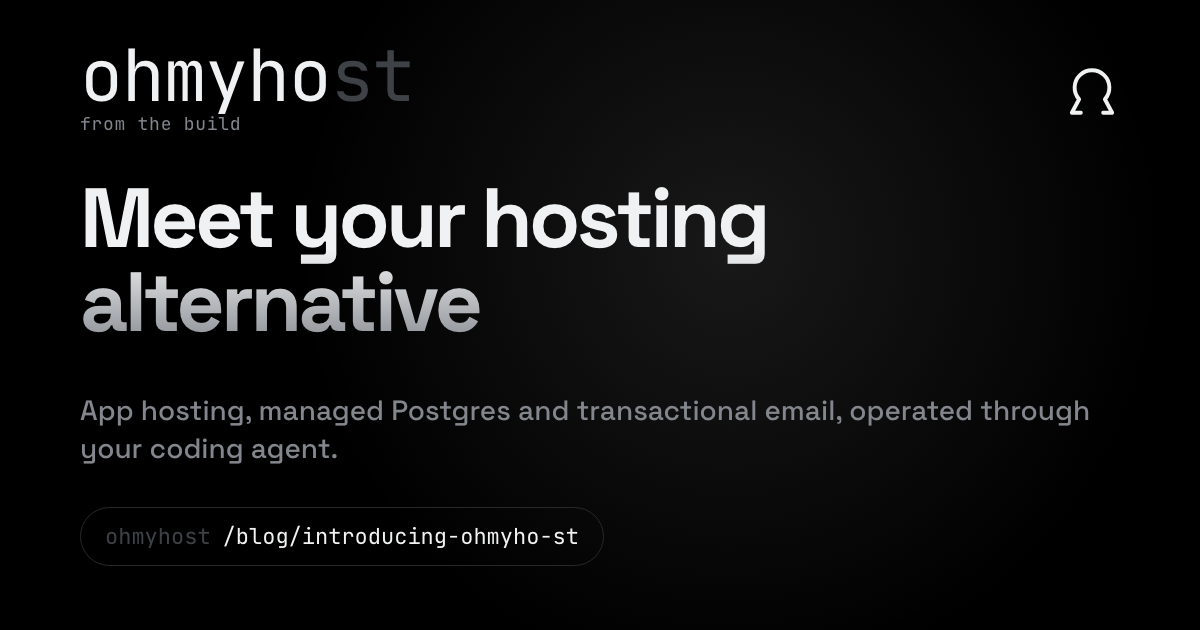 ohmyhost
from the build
Meet your hosting
alternative
App hosting, managed Postgres and transactional email, operated through
your coding agent.
ohmyhost /blog/introducing-ohmyho-st